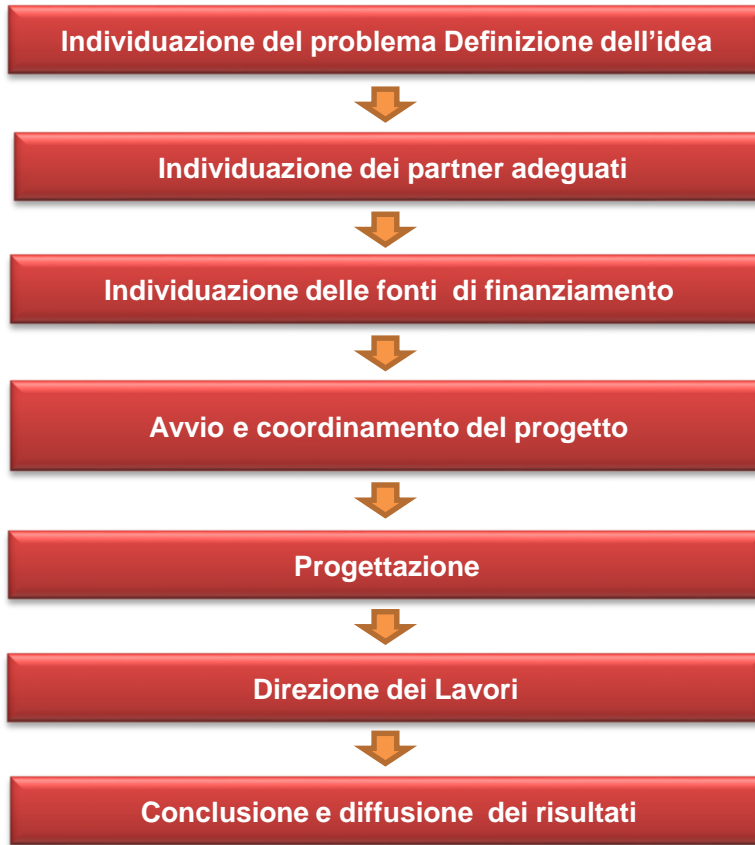 Individuazione del problema Definizione dell’idea
Individuazione dei partner adeguati
Individuazione delle fonti di finanziamento
Avvio e coordinamento del progetto
Progettazione
Direzione dei Lavori
Conclusione e diffusione dei risultati